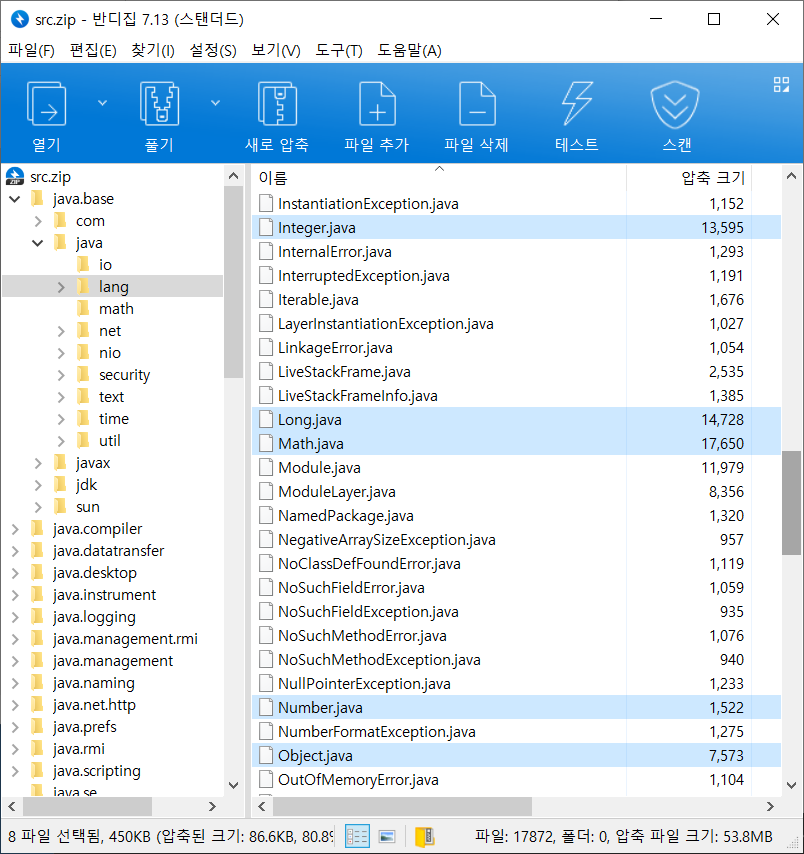 src.zip - 반디집 7.13 (스탠더드)
파일(F) 편집(E) 찾기(I) 설정(S) 보기(V) 도구(T) 도움말(A)
열기 풀기 새로 압축 파일 추가 파일 삭제 테스트 스캔
src.zip
java.base
com
java
io
lang
math
net
nio
security
text
time
util
javax
jdk
sun
java.compiler
java.datatransfer
java.desktop
java.instrument
java.logging
java.management.rmi
java.management
java.naming
java.net.http
java.prefs
java.rmi
java.scripting
java.se
이름 압축 크기
InstantiationException.java 1,152
Integer.java 13,595
InternalError.java 1,293
InterruptedException.java 1,191
Iterable.java 1,676
LayerInstantiationException.java 1,027
LinkageError.java 1,054
LiveStackFrame.java 2,535
LiveStackFrameInfo.java 1,385
Long.java 14,728
Math.java 17,650
Module.java 11,979
ModuleLayer.java 8,356
NamedPackage.java 1,320
NegativeArraySizeException.java 957
NoClassDefFoundError.java 1,119
NoSuchFieldError.java 1,059
NoSuchFieldException.java 935
NoSuchMethodError.java 1,076
NoSuchMethodException.java 940
NullPointerException.java 1,233
Number.java 1,522
NumberFormatException.java 1,275
Object.java 7,573
OutOfMemoryError.java 1,104
8 파일 선택됨, 450KB (압축된 크기: 86.6KB, 80.8% 파일: 17872, 폴더: 0, 압축 파일 크기: 53.8MB